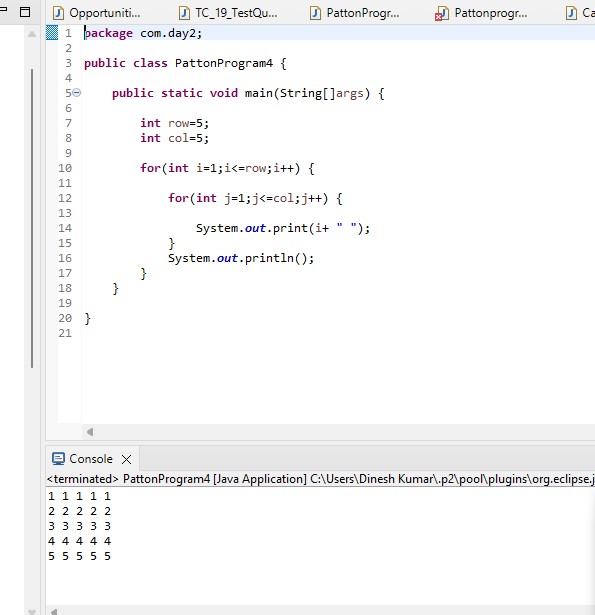 Opportuniti... TC_19_TestQu... PattonProgr... Pattonprogr... Ca
1 package com.day2;
2
3 public class PattonProgram4 {
4
5 public static void main(String[]args) {
6
7 int row=5;
8 int col=5;
9
10 for(int i=1;i<=row;i++) {
11
12 for(int j=1;j<=col;j++) {
13
14 System.out.print(i+ " ");
15 }
16 System.out.println();
17 }
18 }
19
20 }
21
Console
<terminated> PattonProgram4 [Java Application] C:\Users\Dinesh Kumar\.p2\pool\plugins\org.eclipse.j
1 1 1 1 1
2 2 2 2 2
3 3 3 3 3
4 4 4 4 4
5 5 5 5 5